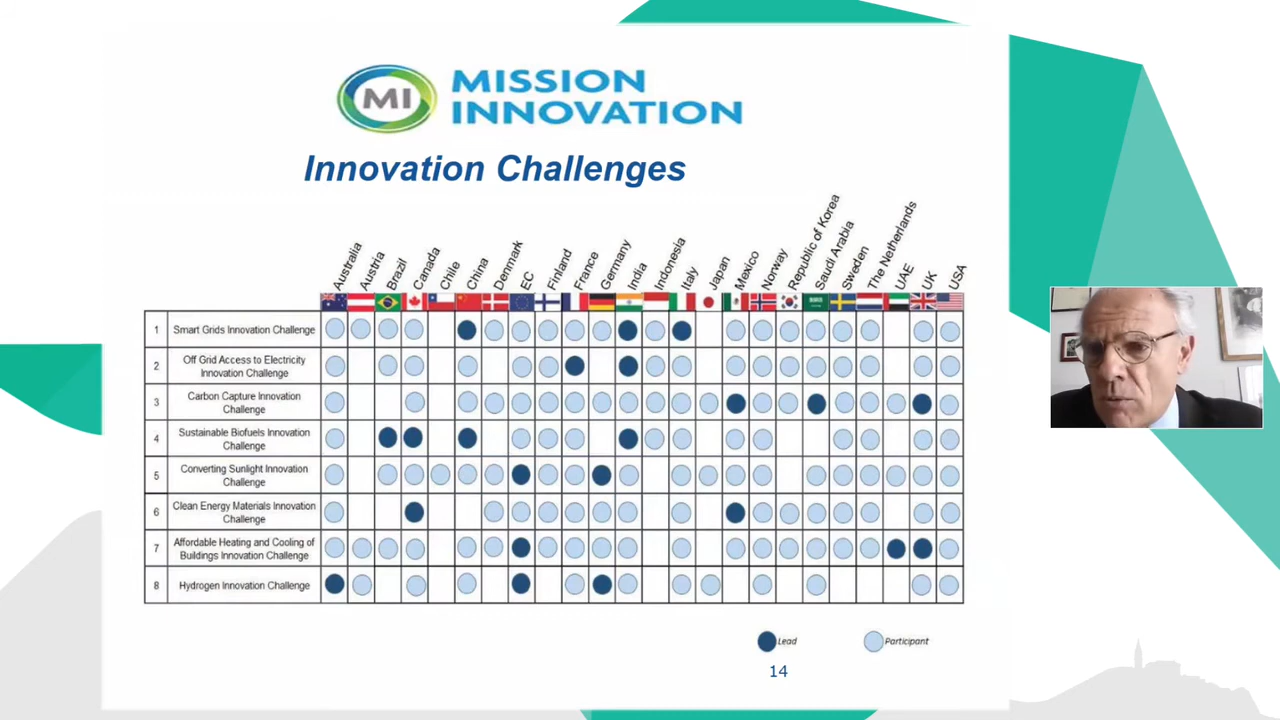 MI
MISSION
INNOVATION
Innovation Challenges
Australia
Austria
Brazil
Canada
Chile
China
Denmark
EC
Finland
France
Germany
India
Indonesia
Italy
Japan
Mexico
Norway
Republic of Korea
Saudi Arabia
Sweden
The Netherlands
UAE
UK
USA
1 Smart Grids Innovation Challenge
2 Off Grid Access to Electricity
Innovation Challenge
3 Carbon Capture Innovation
Challenge
4 Sustainable Biofuels Innovation
Challenge
5 Converting Sunlight Innovation
Challenge
6 Clean Energy Materials Innovation
Challenge
7 Affordable Heating and Cooling of
Buildings Innovation Challenge
8 Hydrogen Innovation Challenge
Lead
Participant
14